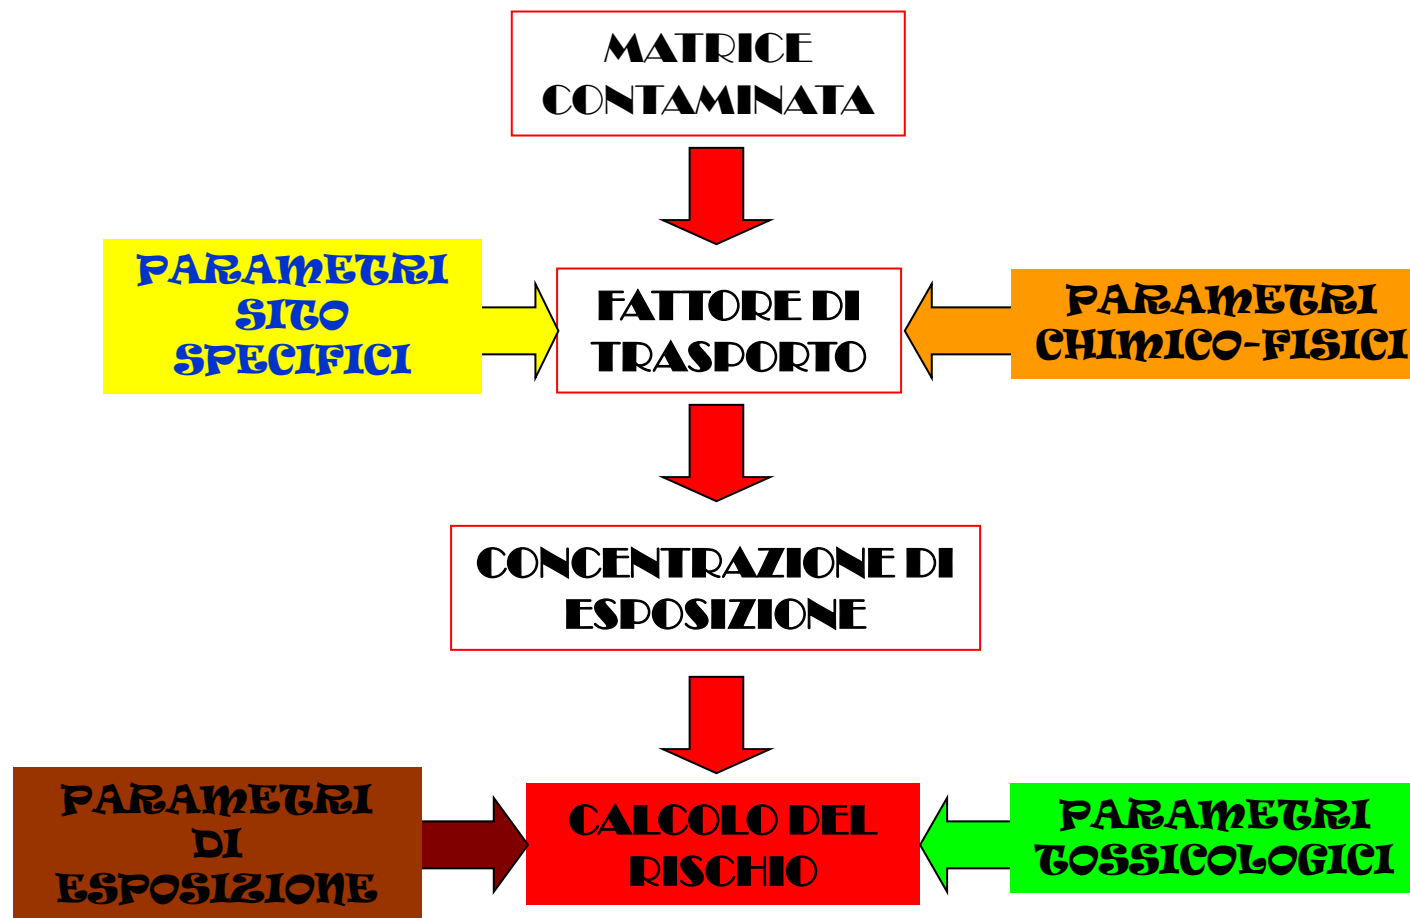 MATRICE
CONTAMINATA
PARAMETRI
SITO
SPECIFICI
FATTORE DI
TRASPORTO
PARAMETRI
CHIMICO-FISICI
CONCENTRAZIONE DI
ESPOSIZIONE
PARAMETRI
DI
ESPOSIZIONE
CALCOLO DEL
RISCHIO
PARAMETRI
TOSSICOLOGICI